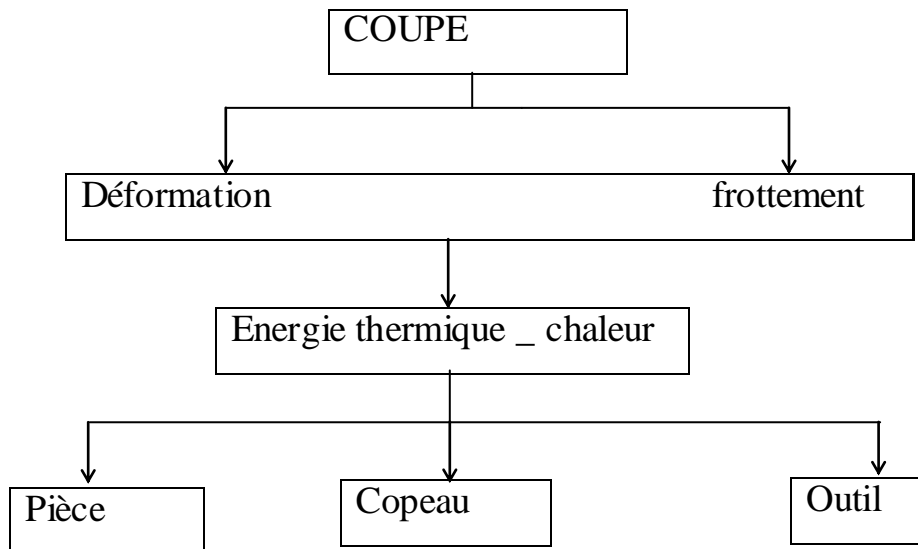 COUPE
Déformation frottement
Energie thermique _ chaleur
Pièce Copeau Outil